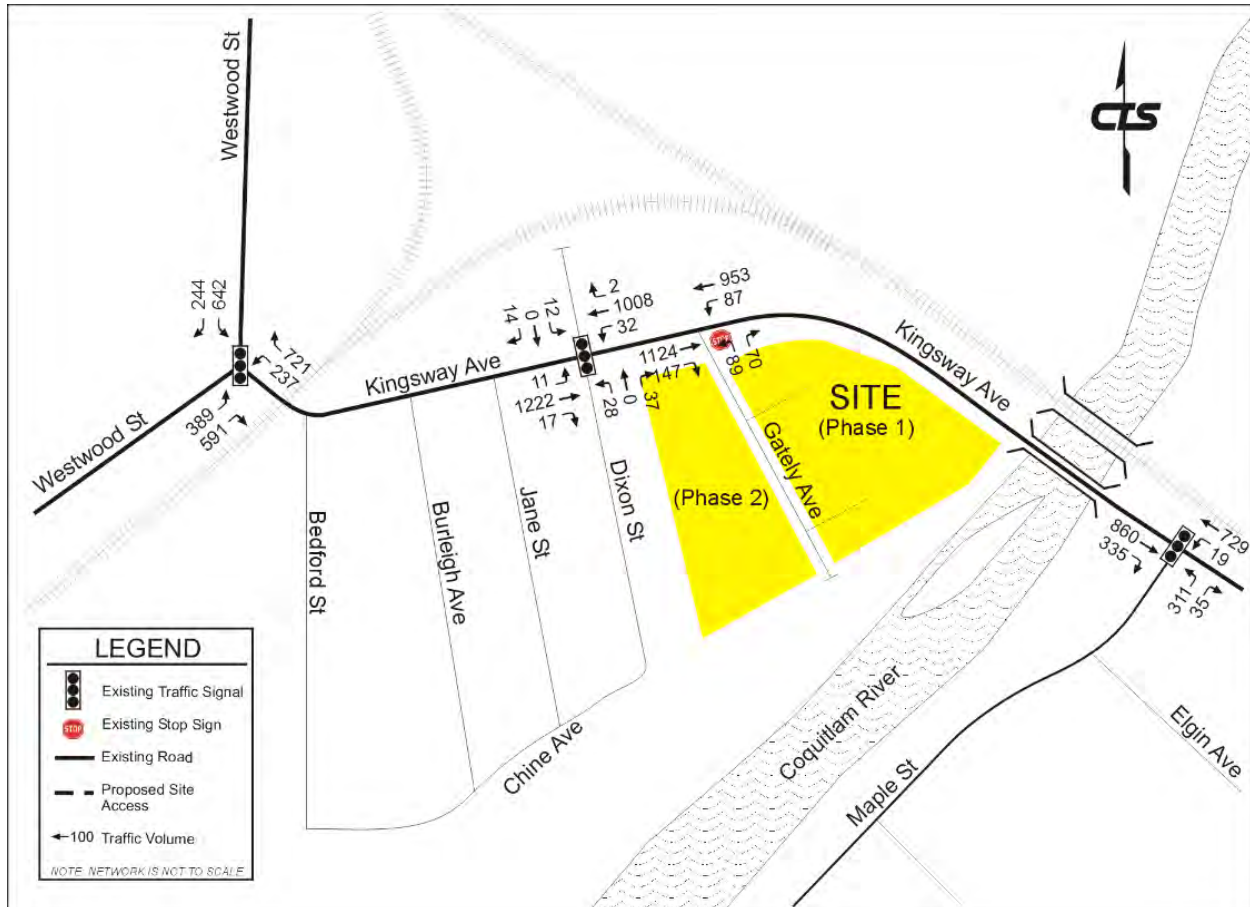 Westwood St
CTS
244
642
721
237
389
591
Westwood St
14
0
12
2
1008
32
953
87
Kingsway Ave
11
1222
17
28
0
37
1124
147
STOP
89
70
Kingsway Ave
SITE
(Phase 1)
(Phase 2)
Gately Ave
Dixon St
Jane St
Burleigh Ave
Bedford St
Chine Ave
860
335
729
19
311
35
Coquitlam River
Maple St
Elgin Ave
LEGEND
Existing Traffic Signal
STOP
Existing Stop Sign
Existing Road
Proposed Site
Access
100 Traffic Volume
NOTE: NETWORK IS NOT TO SCALE